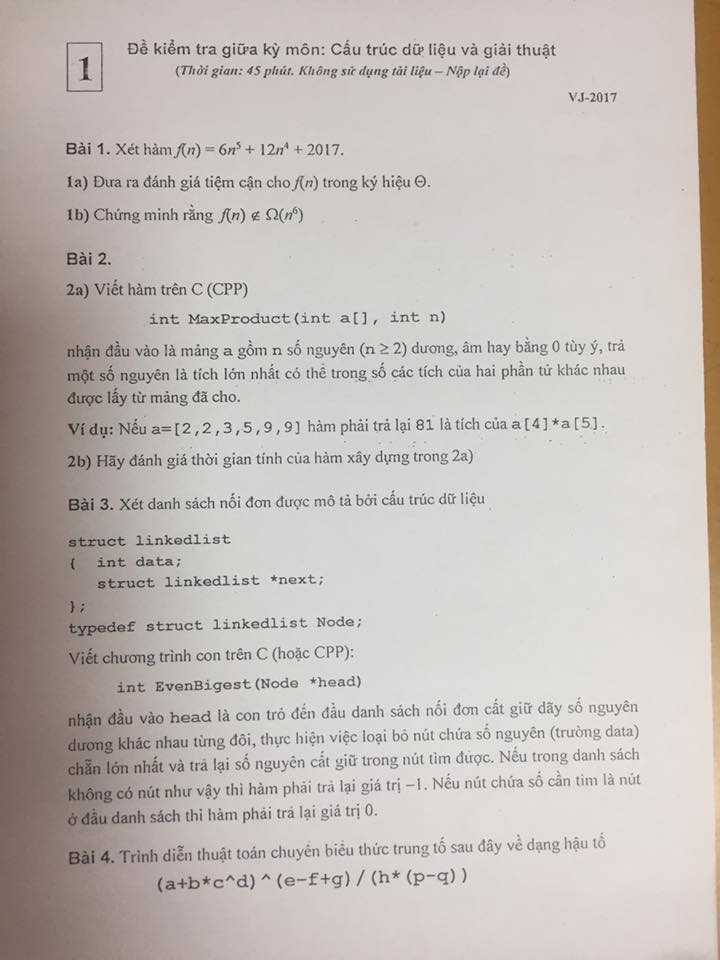 1
Đề kiểm tra giữa kỳ môn: Cấu trúc dữ liệu và giải thuật
(Thời gian: 45 phút. Không sử dụng tài liệu – Nộp lại đề)
VJ-2017
Bài 1. Xét hàm f(n) = 6n⁵ + 12n⁴ + 2017.
1a) Đưa ra đánh giá tiệm cận cho f(n) trong ký hiệu Θ.
1b) Chứng minh rằng f(n) ∉ Ω(n⁶)
Bài 2.
2a) Viết hàm trên C (CPP)
int MaxProduct(int a[], int n)
nhận đầu vào là mảng a gồm n số nguyên (n ≥ 2) dương, âm hay bằng 0 tùy ý, trả
một số nguyên là tích lớn nhất có thể trong số các tích của hai phần tử khác nhau
được lấy từ mảng đã cho.
Ví dụ: Nếu a=[2,2,3,5,9,9] hàm phải trả lại 81 là tích của a[4]*a[5].
2b) Hãy đánh giá thời gian tính của hàm xây dựng trong 2a)
Bài 3. Xét danh sách nối đơn được mô tả bởi cấu trúc dữ liệu
struct linkedlist
{ int data;
struct linkedlist *next;
};
typedef struct linkedlist Node;
Viết chương trình con trên C (hoặc CPP):
int EvenBigest(Node *head)
nhận đầu vào head là con trỏ đến đầu danh sách nối đơn cất giữ dãy số nguyên
dương khác nhau từng đôi, thực hiện việc loại bỏ nút chứa số nguyên (trường data)
chẵn lớn nhất và trả lại số nguyên cất giữ trong nút tìm được. Nếu trong danh sách
không có nút như vậy thì hàm phải trả lại giá trị –1. Nếu nút chứa số cần tìm là nút
ở đầu danh sách thì hàm phải trả lại giá trị 0.
Bài 4. Trình diễn thuật toán chuyển biểu thức trung tố sau đây về dạng hậu tố
(a+b*c^d)^(e-f+g)/(h*(p-q))